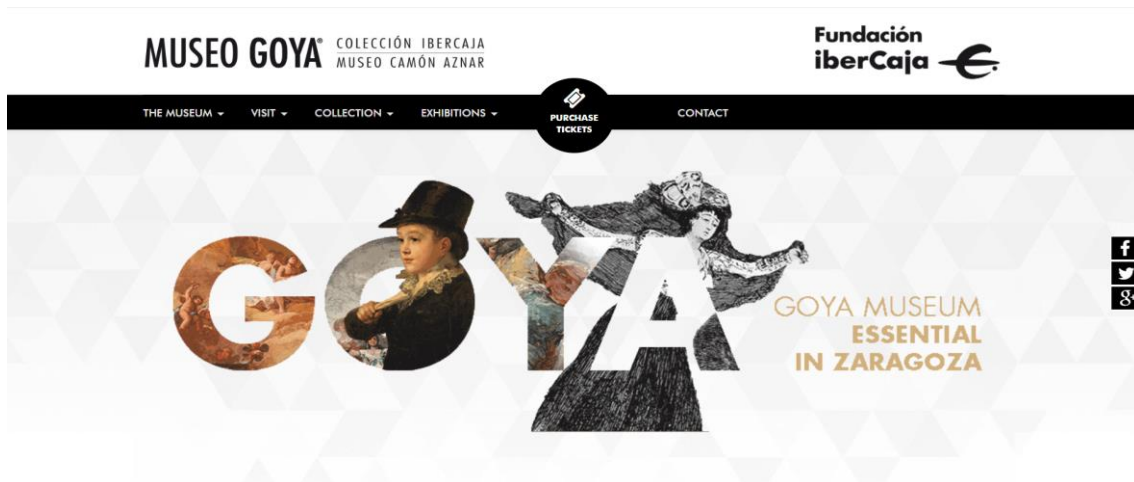 MUSEO GOYA®
COLECCIÓN IBERCAJA
MUSEO CAMÓN AZNAR
Fundación
iberCaja
THE MUSEUM
VISIT
COLLECTION
EXHIBITIONS
PURCHASE
TICKETS
CONTACT
GOYA
GOYA MUSEUM
ESSENTIAL
IN ZARAGOZA